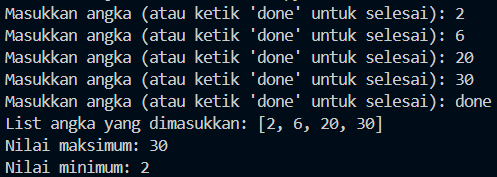 Masukkan angka (atau ketik 'done' untuk selesai): 2
Masukkan angka (atau ketik 'done' untuk selesai): 6
Masukkan angka (atau ketik 'done' untuk selesai): 20
Masukkan angka (atau ketik 'done' untuk selesai): 30
Masukkan angka (atau ketik 'done' untuk selesai): done
List angka yang dimasukkan: [2, 6, 20, 30]
Nilai maksimum: 30
Nilai minimum: 2